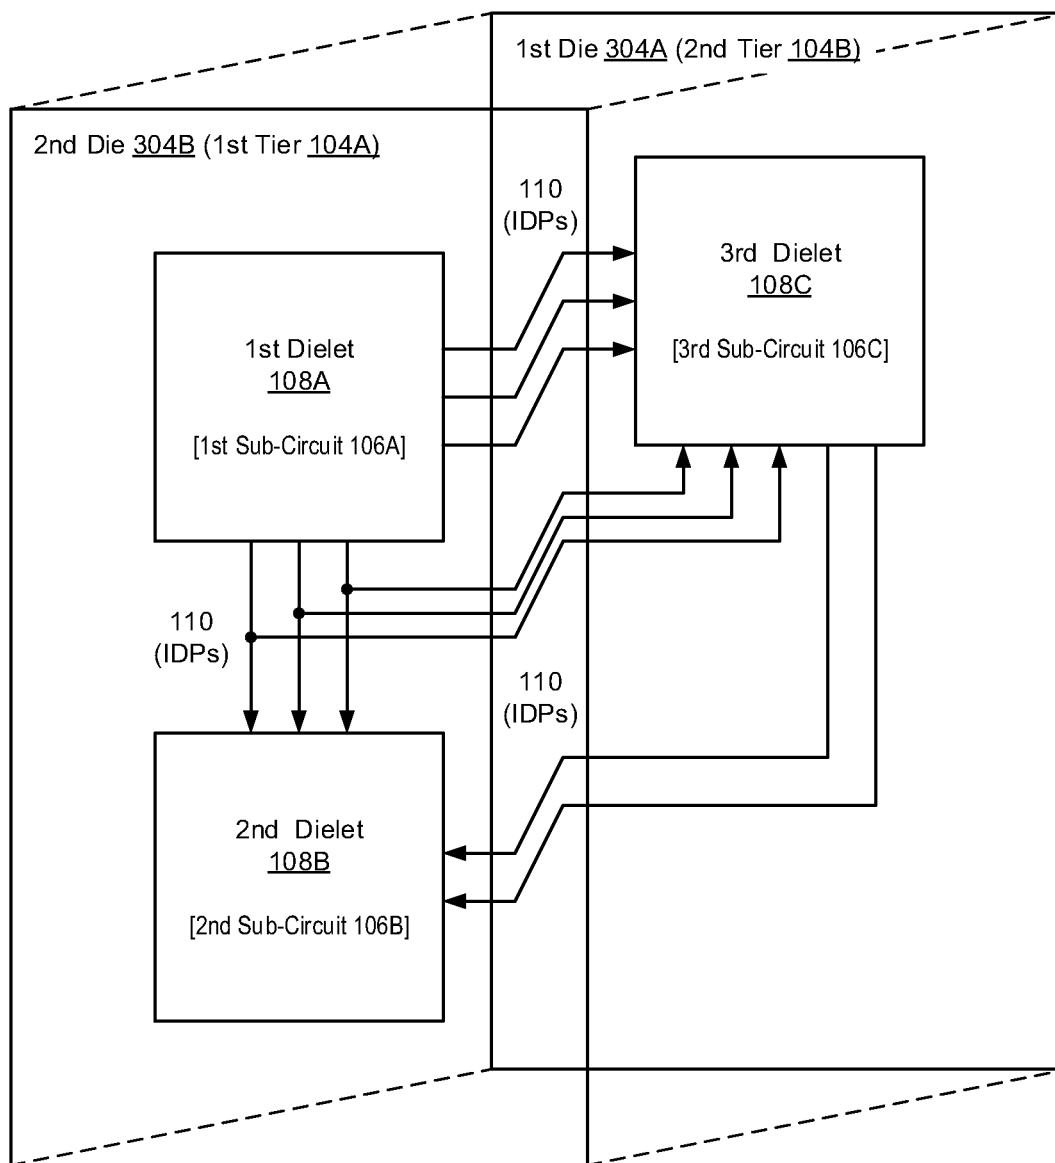 1st Die 304A (2nd Tier 104B)
2nd Die 304B (1st Tier 104A)
110
(IDPs)
3rd Dielet
108C
[3rd Sub-Circuit 106C]
1st Dielet
108A
[1st Sub-Circuit 106A]
110
(IDPs)
110
(IDPs)
2nd Dielet
108B
[2nd Sub-Circuit 106B]